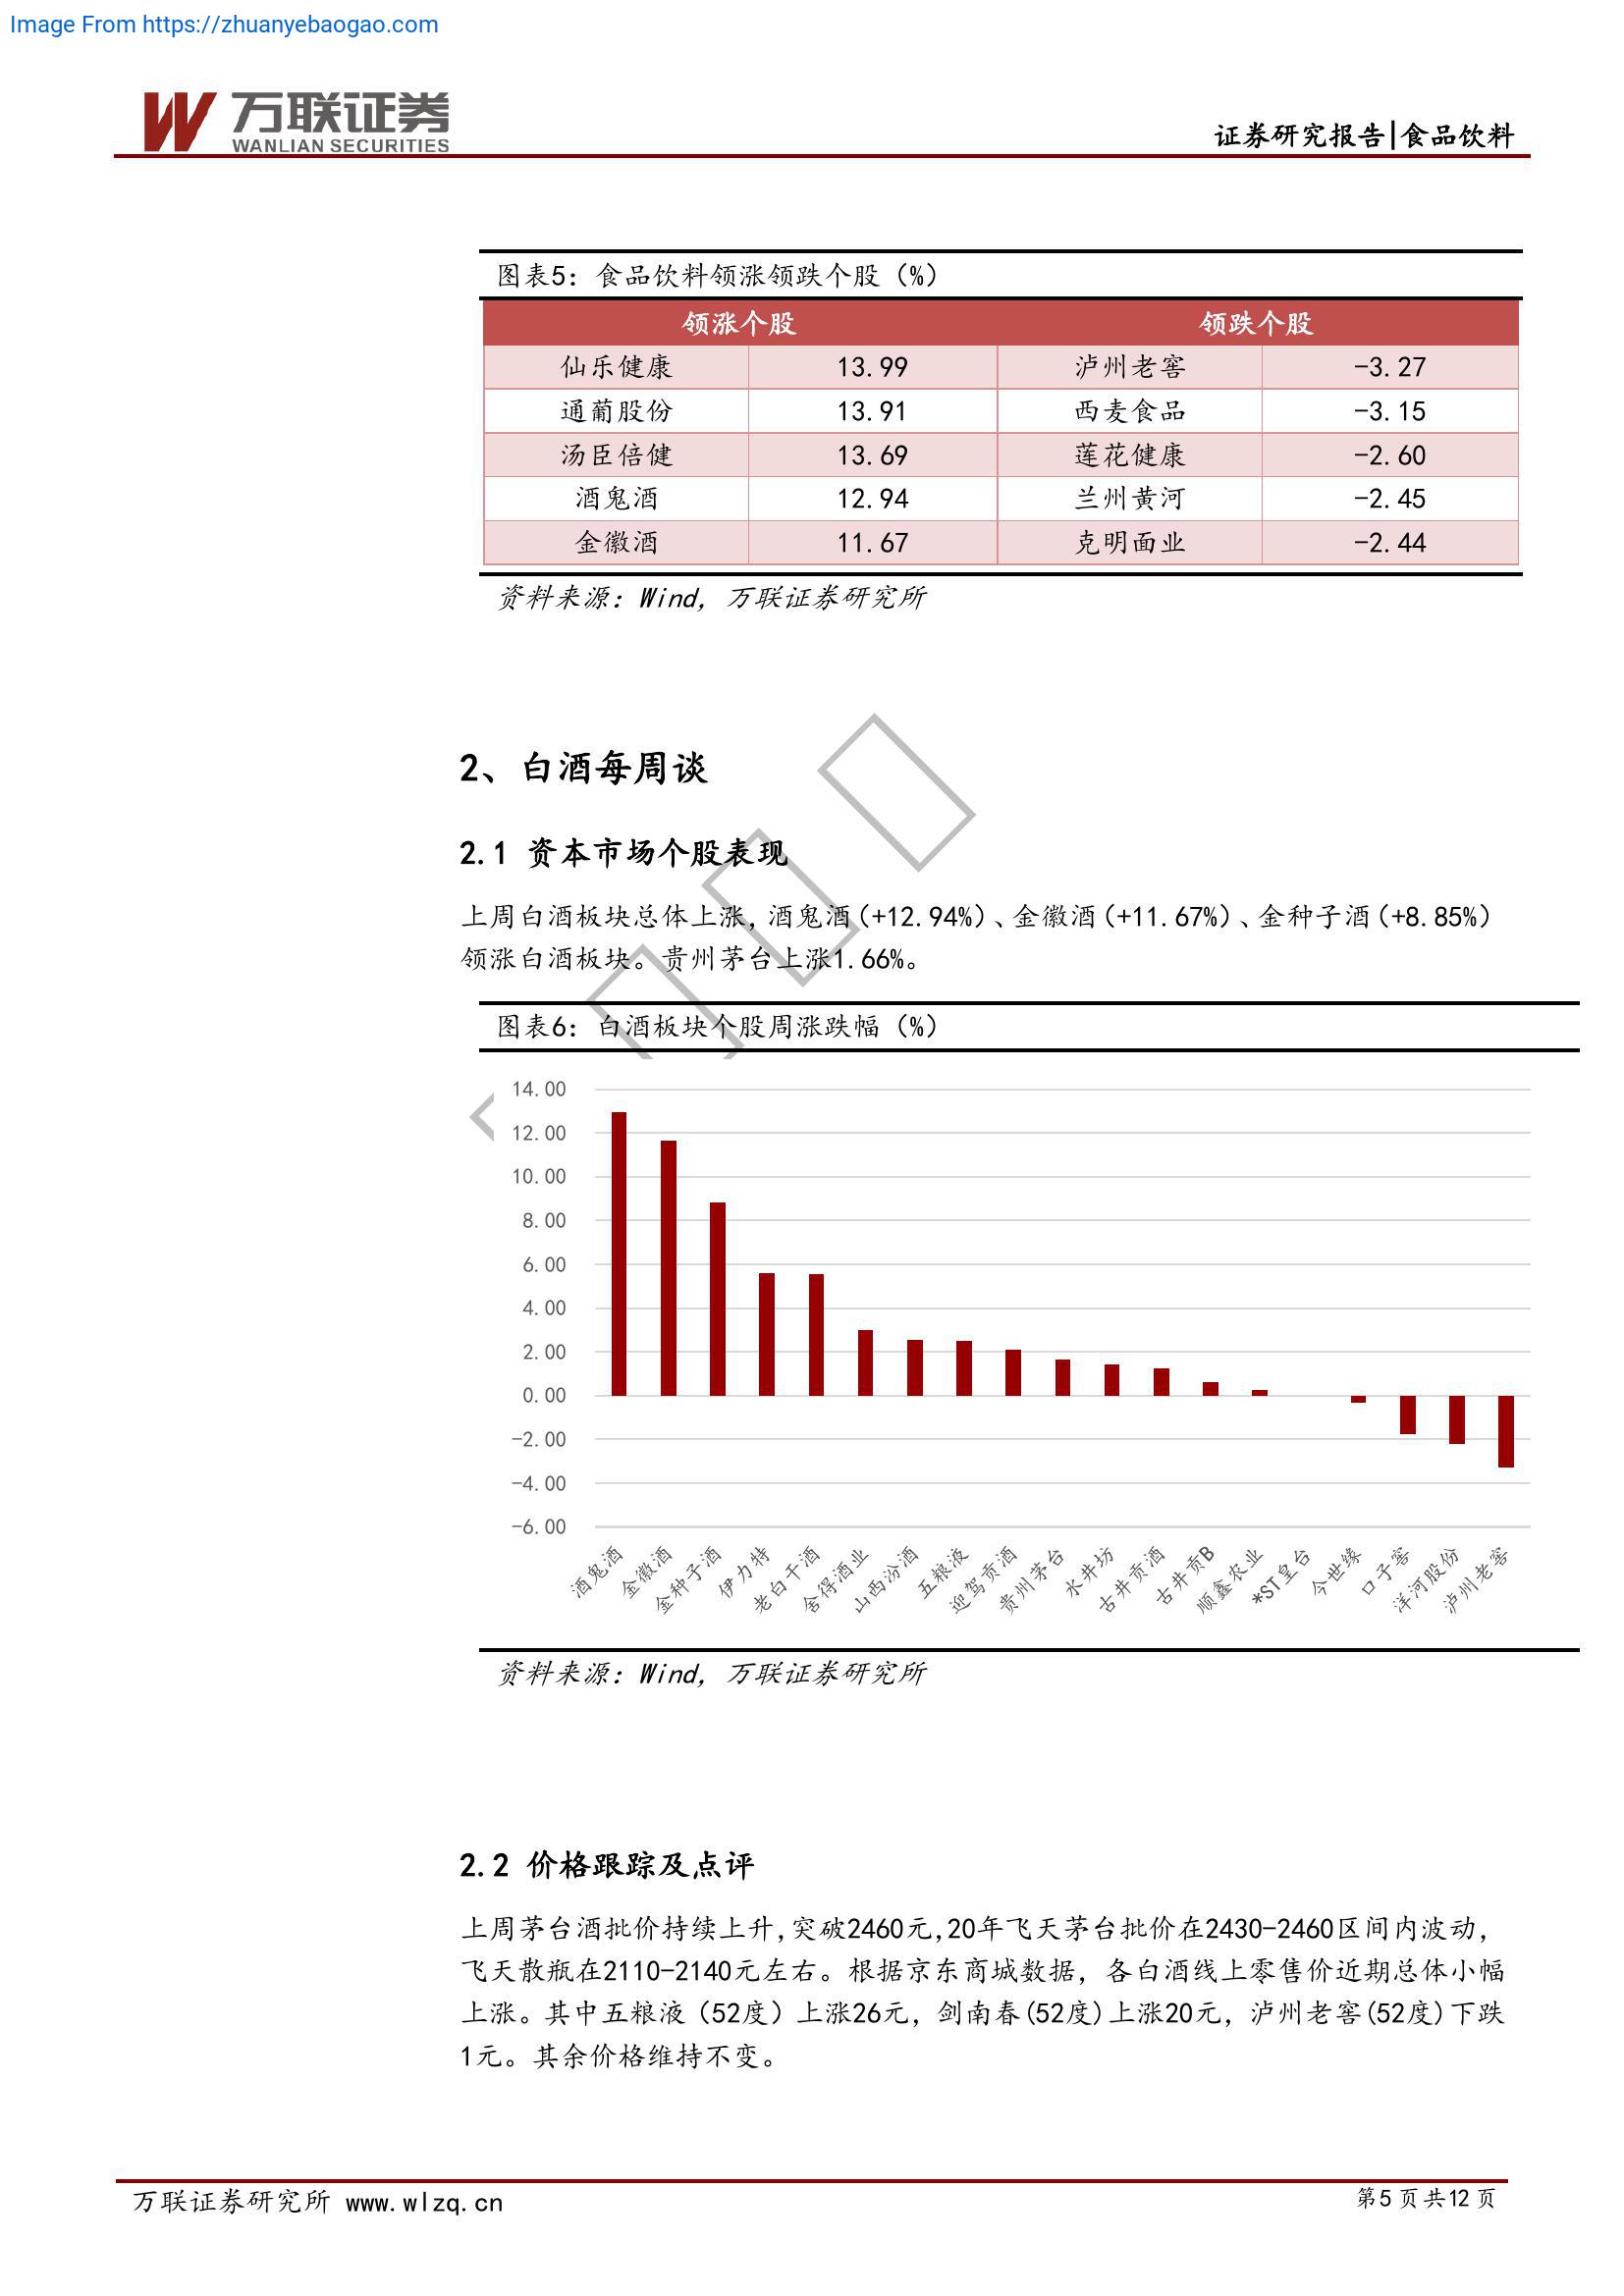 Image From https://zhuanyebaogao.com
万联证券
WANLIAN SECURITIES
证券研究报告|食品饮料
图表5: 食品饮料领涨领跌个股 (%)
领涨个股 领跌个股
仙乐健康 13.99 泸州老窖 -3.27
通葡股份 13.91 西麦食品 -3.15
汤臣倍健 13.69 莲花健康 -2.60
酒鬼酒 12.94 兰州黄河 -2.45
金徽酒 11.67 克明面业 -2.44
资料来源: Wind, 万联证券研究所
2、白酒每周谈
2.1 资本市场个股表现
上周白酒板块总体上涨,酒鬼酒(+12.94%)、金徽酒(+11.67%)、金种子酒(+8.85%)
领涨白酒板块。贵州茅台上涨1.66%。
图表6: 白酒板块个股周涨跌幅 (%)
14.00
12.00
10.00
8.00
6.00
4.00
2.00
0.00
-2.00
-4.00
-6.00
酒鬼酒 金徽酒 金种子酒 伊力特 老白干酒 舍得酒业 山西汾酒 五粮液 迎驾贡酒 贵州茅台 水井坊 古井贡酒 古井贡B 顺鑫农业 *ST皇台 今世缘 口子窖 洋河股份 泸州老窖
资料来源: Wind, 万联证券研究所
2.2 价格跟踪及点评
上周茅台酒批价持续上升,突破2460元,20年飞天茅台批价在2430-2460区间内波动,
飞天散瓶在2110-2140元左右。根据京东商城数据, 各白酒线上零售价近期总体小幅
上涨。其中五粮液 (52度) 上涨26元, 剑南春(52度)上涨20元, 泸州老窖(52度)下跌
1元。其余价格维持不变。
万联证券研究所 www.wlzq.cn
第5页共12页